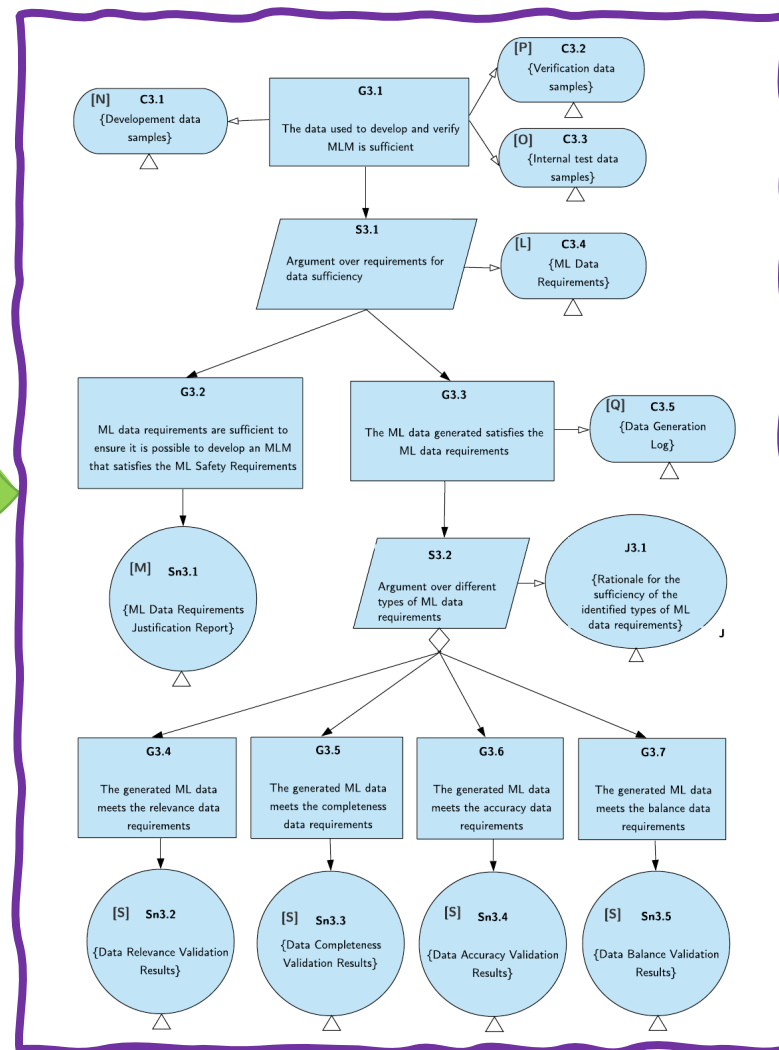 [P] C3.2
{Verification data
samples}
[N] C3.1
{Developement data
samples}
G3.1
The data used to develop and verify
MLM is sufficient
[O] C3.3
{Internal test data
samples}
S3.1
Argument over requirements for
data sufficiency
[L] C3.4
{ML Data
Requirements}
G3.2
ML data requirements are sufficient to
ensure it is possible to develop an MLM
that satisfies the ML Safety Requirements
G3.3
The ML data generated satisfies the
ML data requirements
[Q] C3.5
{Data Generation
Log}
[M] Sn3.1
{ML Data Requirements
Justification Report}
S3.2
Argument over different
types of ML data
requirements
J3.1
{Rationale for the
sufficiency of the
identified types of ML
data requirements}
J
G3.4
The generated ML data
meets the relevance data
requirements
G3.5
The generated ML data
meets the completeness
data requirements
G3.6
The generated ML data
meets the accuracy data
requirements
G3.7
The generated ML data
meets the balance data
requirements
[S] Sn3.2
{Data Relevance Validation
Results}
[S] Sn3.3
{Data Completeness
Validation Results}
[S] Sn3.4
{Data Accuracy Validation
Results}
[S] Sn3.5
{Data Balance Validation
Results}